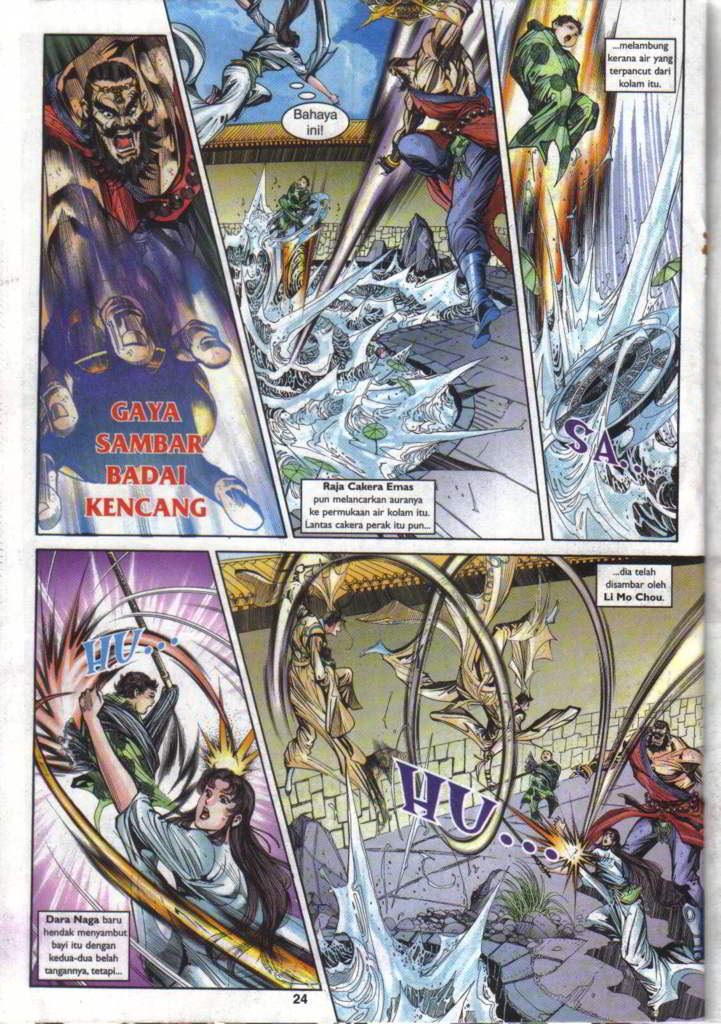 GAYA
SAMBAR
BADAI
KENCANG
Bahaya
ini!
Raja Cakera Emas
pun melancarkan auranya
ke permukaan air kolam itu.
Lantas cakera perak itu pun...
...melambung
kerana air yang
terpancut dari
kolam itu.
SA...
HU...
Dara Naga baru
hendak menyambut
bayi itu dengan
kedua-dua belah
tangannya, tetapi...
...dia telah
disambar oleh
Li Mo Chou.
HU...
24